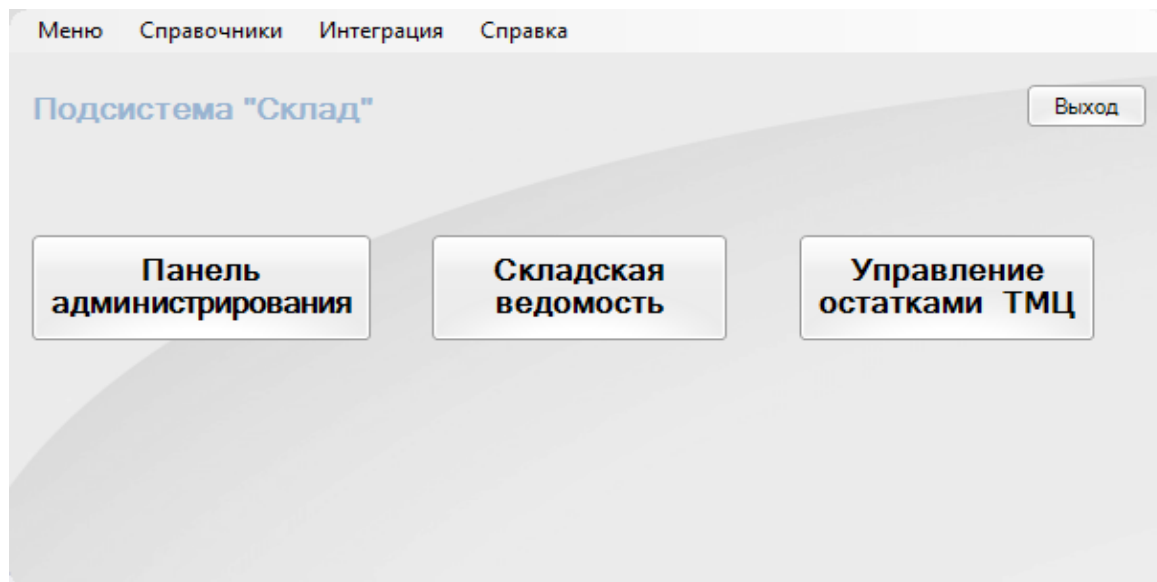 Меню Справочники Интеграция Справка
Подсистема "Склад"
Выход
Панель
администрирования
Складская
ведомость
Управление
остатками ТМЦ